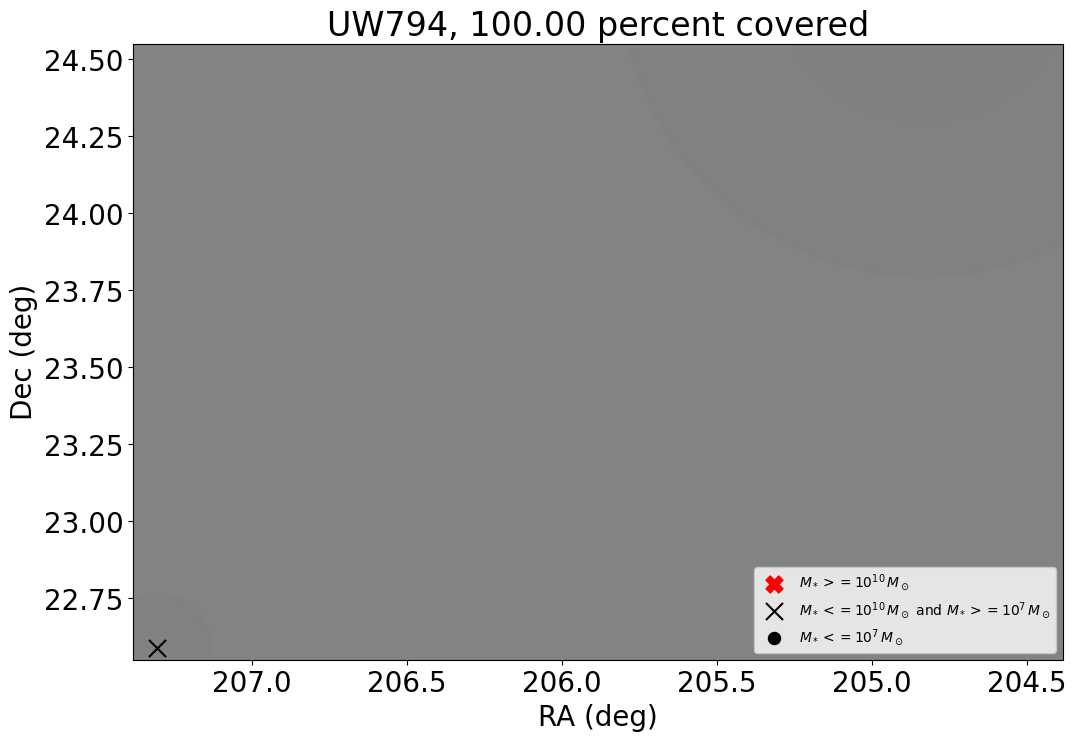 UW794, 100.00 percent covered
24.50
24.25
24.00
23.75
23.50
23.25
23.00
22.75
Dec (deg)
M* >= 10^10 M⊙
M* <= 10^10 M⊙ and M* >= 10^7 M⊙
M* <= 10^7 M⊙
207.0 206.5 206.0 205.5 205.0 204.5
RA (deg)